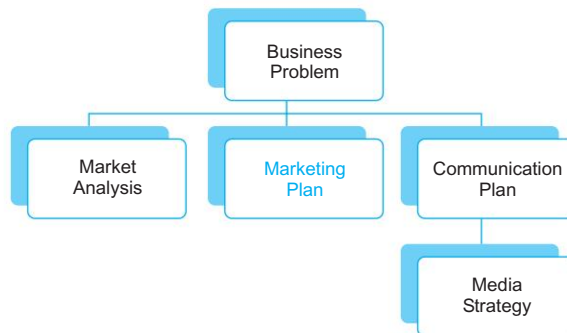 Business
Problem
Market
Analysis
Marketing
Plan
Communication
Plan
Media
Strategy